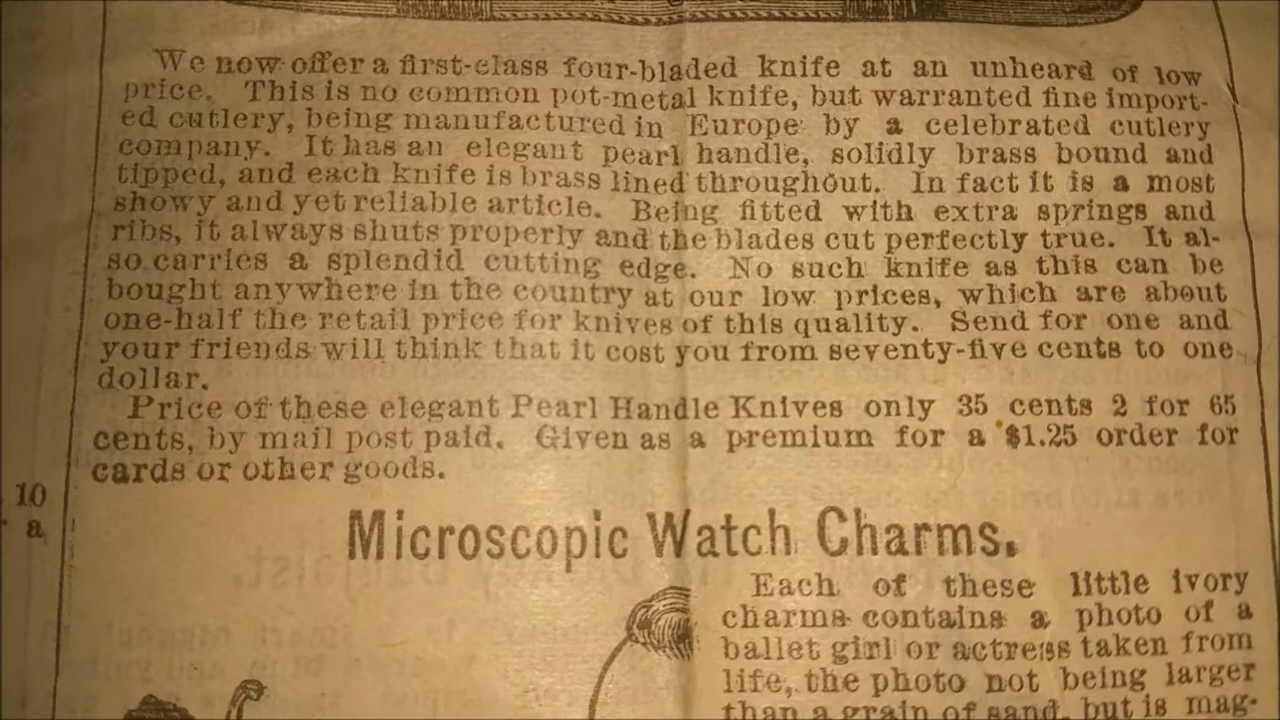 We now offer a first-class four-bladed knife at an unheard of low
price. This is no common pot-metal knife, but warranted fine import-
ed cutlery, being manufactured in Europe by a celebrated cutlery
company. It has an elegant pearl handle, solidly brass bound and
tipped, and each knife is brass lined throughout. In fact it is a most
showy and yet reliable article. Being fitted with extra springs and
ribs, it always shuts properly and the blades cut perfectly true. It al-
so carries a splendid cutting edge. No such knife as this can be
bought anywhere in the country at our low prices, which are about
one-half the retail price for knives of this quality. Send for one and
your friends will think that it cost you from seventy-five cents to one
dollar.
Price of these elegant Pearl Handle Knives only 35 cents 2 for 65
cents, by mail post paid. Given as a premium for a $1.25 order for
cards or other goods.
10
a
Microscopic Watch Charms.
Each of these little ivory
charms contains a photo of a
ballet girl or actress taken from
life, the photo not being larger
than a grain of sand, but is mag-